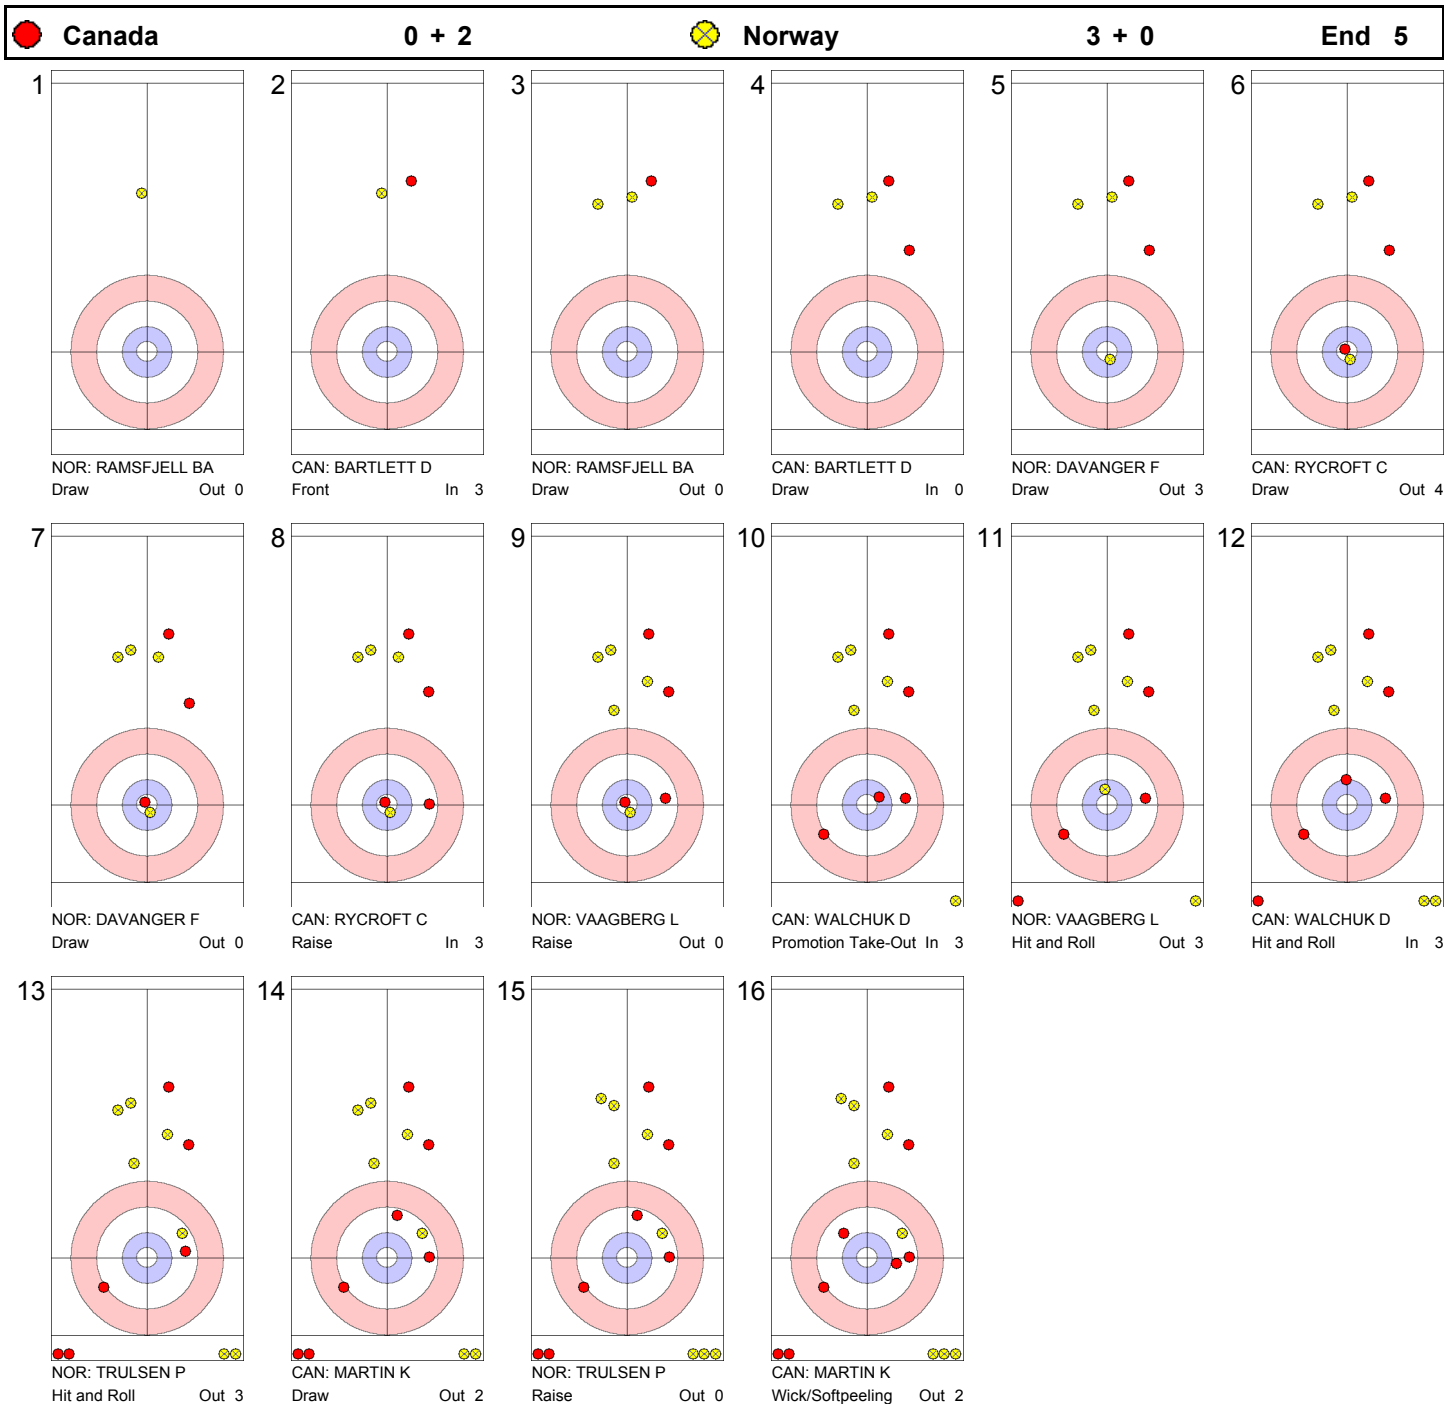 Canada 0 + 2 Norway 3 + 0 End 5
1 2 3 4 5 6
NOR: RAMSFJELL BA CAN: BARTLETT D NOR: RAMSFJELL BA CAN: BARTLETT D NOR: DAVANGER F CAN: RYCROFT C
Draw Out 0 Front In 3 Draw Out 0 Draw In 0 Draw Out 3 Draw Out 4
7 8 9 10 11 12
NOR: DAVANGER F CAN: RYCROFT C NOR: VAAGBERG L CAN: WALCHUK D NOR: VAAGBERG L CAN: WALCHUK D
Draw Out 0 Raise In 3 Raise Out 0 Promotion Take-Out In 3 Hit and Roll Out 3 Hit and Roll In 3
13 14 15 16
NOR: TRULSEN P CAN: MARTIN K NOR: TRULSEN P CAN: MARTIN K
Hit and Roll Out 3 Draw Out 2 Raise Out 0 Wick/Softpeeling Out 2